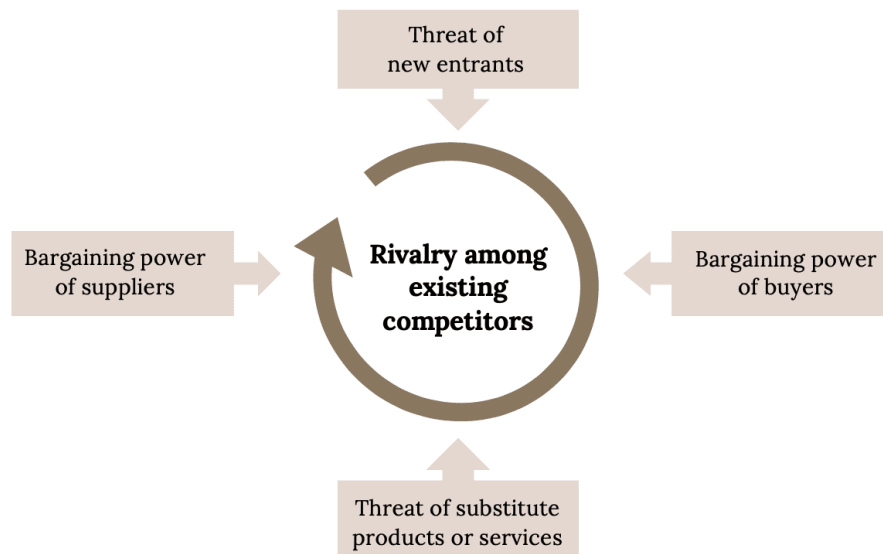 Threat of
new entrants
Bargaining power
of suppliers
Rivalry among
existing
competitors
Bargaining power
of buyers
Threat of substitute
products or services